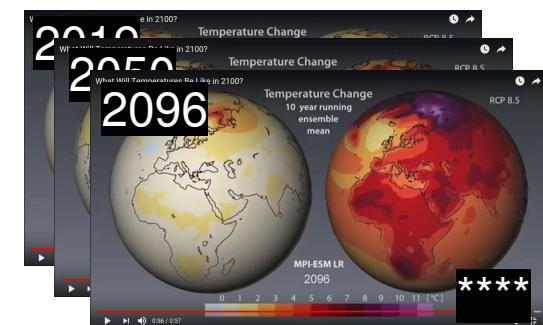 What Will Temperatures Be Like in 2100?
Temperature Change
RCP 8.5
2019
What Will Temperatures Be Like in 2100?
Temperature Change
RCP 8.5
2050
What Will Temperatures Be Like in 2100?
2096
Temperature Change
10 year running
ensemble
mean
RCP 8.5
MPI-ESM LR
2096
0 1 2 3 4 5 6 7 8 9 10 11 [°C]
0:56 / 0:57
****